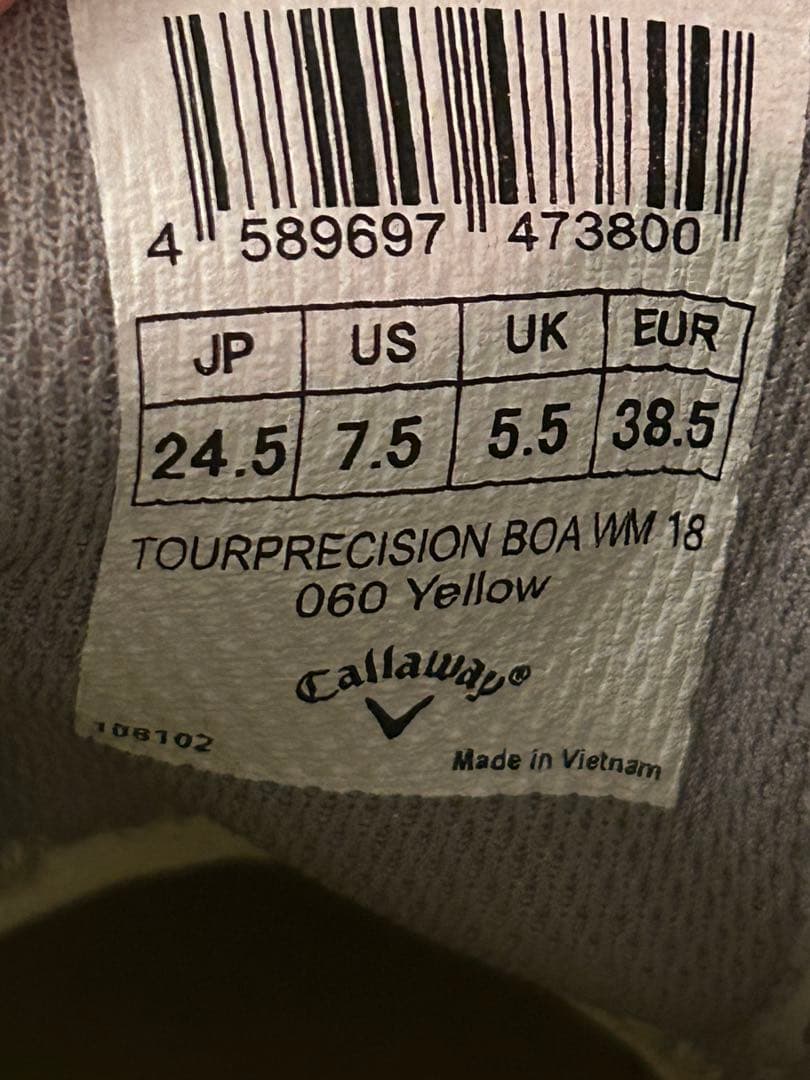 4 589697 473800
JP US UK EUR
24.5 7.5 5.5 38.5
TOURPRECISION BOA WM 18
060 Yellow
Callaway®
108102
Made in Vietnam